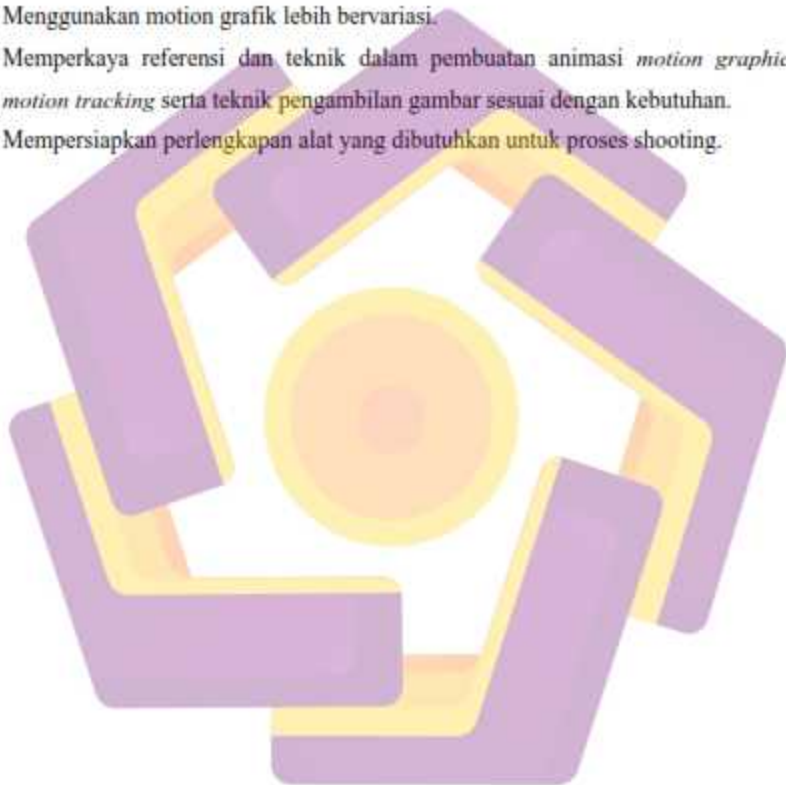 Menggunakan motion grafik lebih bervariasi.
Memperkaya referensi dan teknik dalam pembuatan animasi motion graphic
motion tracking serta teknik pengambilan gambar sesuai dengan kebutuhan.
Mempersiapkan perlengkapan alat yang dibutuhkan untuk proses shooting.